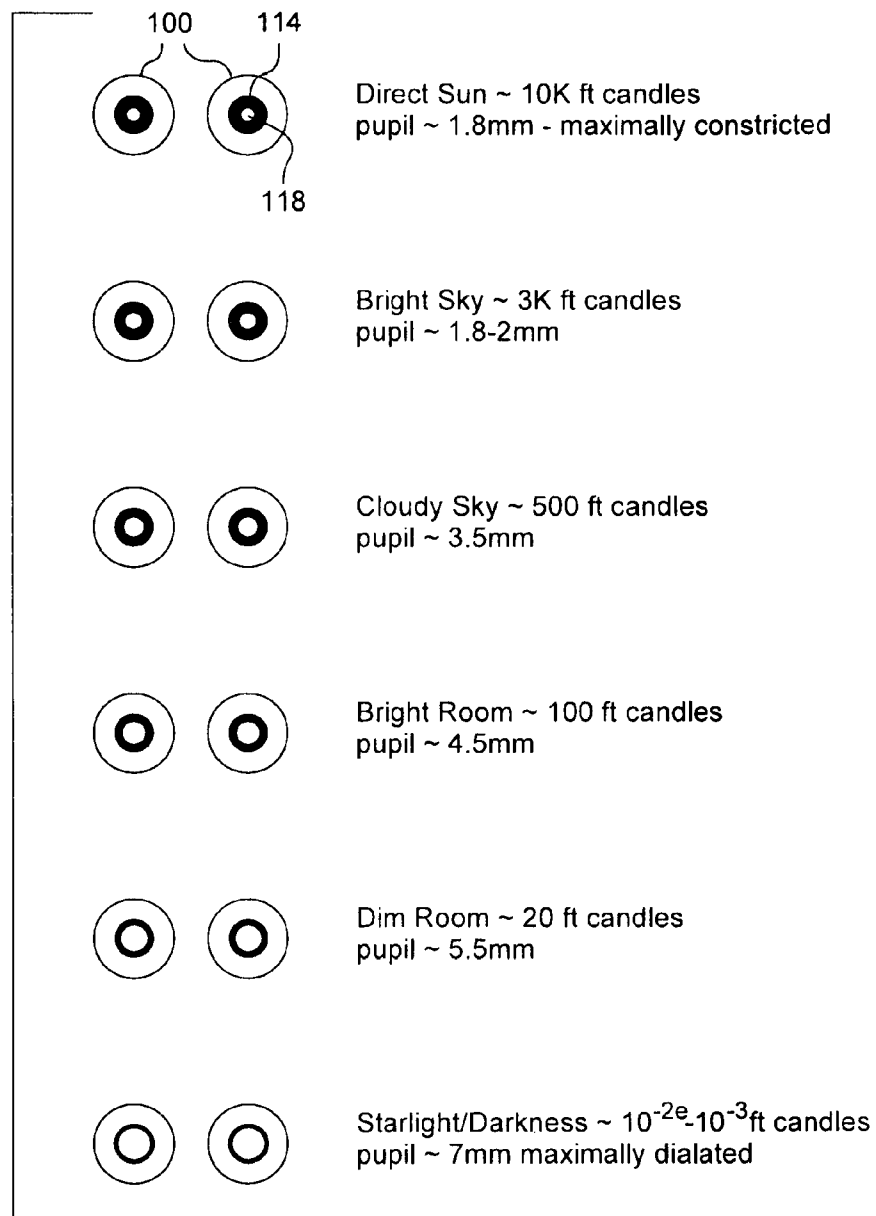 100 114
Direct Sun ~ 10K ft candles
pupil ~ 1.8mm - maximally constricted
118
Bright Sky ~ 3K ft candles
pupil ~ 1.8-2mm
Cloudy Sky ~ 500 ft candles
pupil ~ 3.5mm
Bright Room ~ 100 ft candles
pupil ~ 4.5mm
Dim Room ~ 20 ft candles
pupil ~ 5.5mm
Starlight/Darkness ~ 10⁻²ᵉ-10⁻³ft candles
pupil ~ 7mm maximally dialated